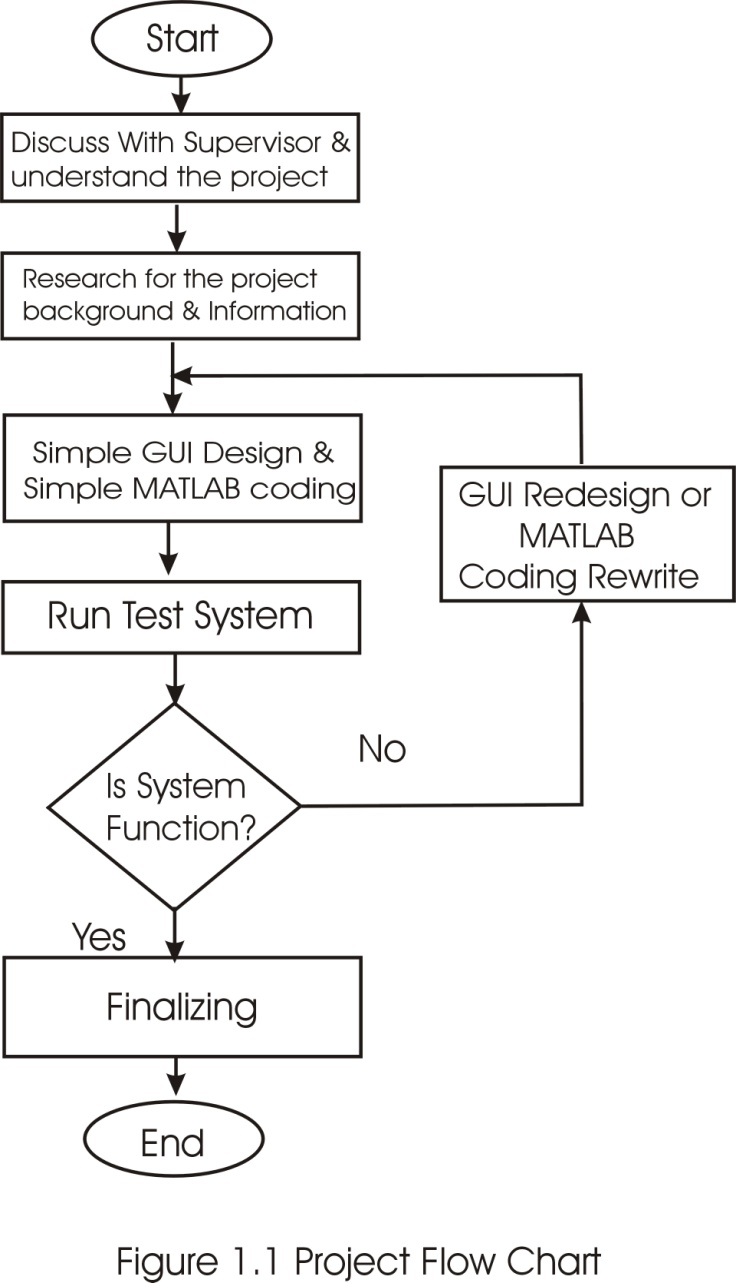 Start
Discuss With Supervisor &
understand the project
Research for the project
background & Information
Simple GUI Design &
Simple MATLAB coding
GUI Redesign or
MATLAB
Coding Rewrite
Run Test System
No
Is System
Function?
Yes
Finalizing
End
Figure 1.1 Project Flow Chart